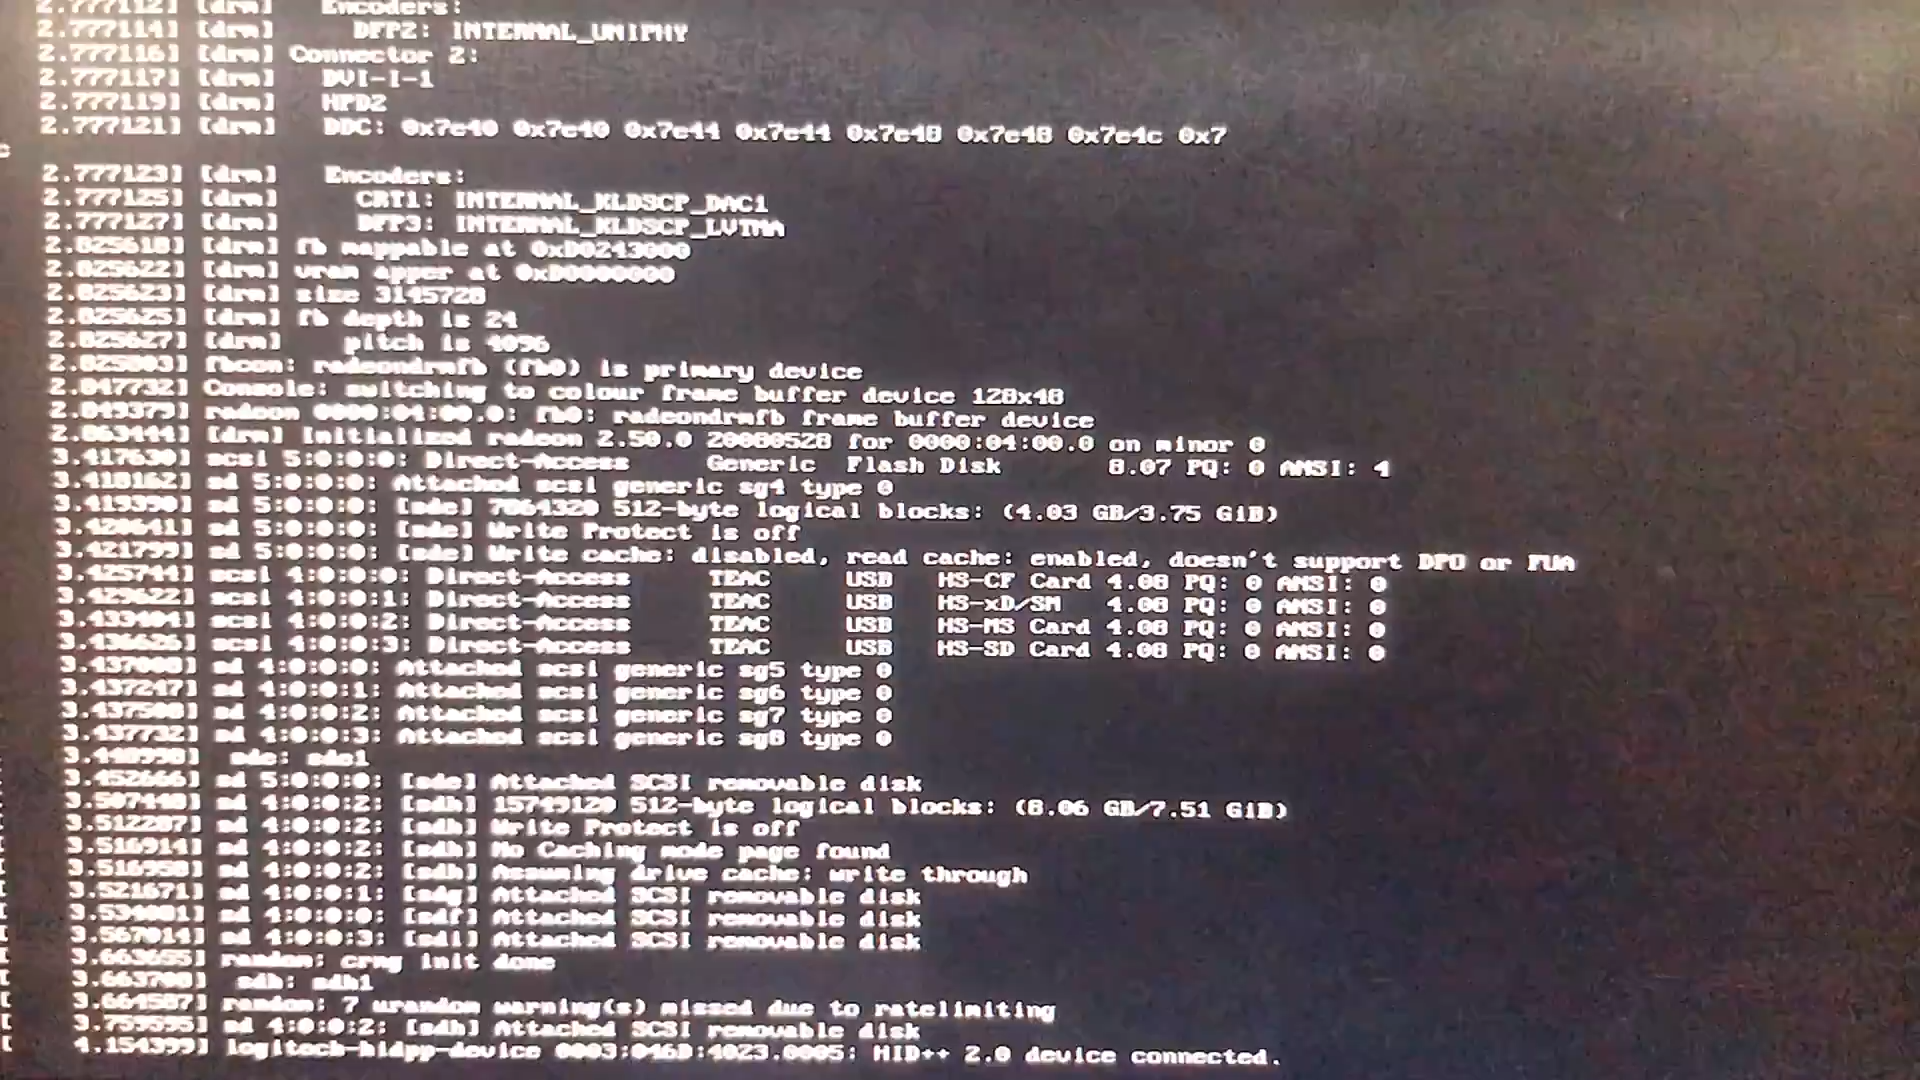 2.777112] [drm]   Encoders:
2.777114] [drm]     DFP2: INTERNAL_UNIPHY
2.777116] [drm] Connector 2:
2.777117] [drm]   DVI-I-1
2.777119] [drm]   HPD2
2.777121] [drm]   DDC: 0x7e40 0x7e40 0x7e44 0x7e44 0x7e48 0x7e48 0x7e4c 0x7
c
2.777123] [drm]   Encoders:
2.777125] [drm]     CRT1: INTERNAL_KLDSCP_DAC1
2.777127] [drm]     DFP3: INTERNAL_KLDSCP_LVTMA
2.825618] [drm] fb mappable at 0xD0243000
2.825622] [drm] vram apper at 0xD0000000
2.825623] [drm] size 3145728
2.825625] [drm] fb depth is 24
2.825627] [drm]    pitch is 4096
2.825803] fbcon: radeondrmfb (fb0) is primary device
2.847732] Console: switching to colour frame buffer device 128x48
2.849379] radeon 0000:04:00.0: fb0: radeondrmfb frame buffer device
2.863444] [drm] Initialized radeon 2.50.0 20080528 for 0000:04:00.0 on minor 0
3.417630] scsi 5:0:0:0: Direct-Access     Generic  Flash Disk       8.07 PQ: 0 ANSI: 4
3.418162] sd 5:0:0:0: Attached scsi generic sg4 type 0
3.419390] sd 5:0:0:0: [sde] 7864320 512-byte logical blocks: (4.03 GB/3.75 GiB)
3.420641] sd 5:0:0:0: [sde] Write Protect is off
3.421799] sd 5:0:0:0: [sde] Write cache: disabled, read cache: enabled, doesn't support DPO or FUA
3.425744] scsi 4:0:0:0: Direct-Access     TEAC     USB   HS-CF Card 4.08 PQ: 0 ANSI: 0
3.429622] scsi 4:0:0:1: Direct-Access     TEAC     USB   HS-xD/SM   4.08 PQ: 0 ANSI: 0
3.433404] scsi 4:0:0:2: Direct-Access     TEAC     USB   HS-MS Card 4.08 PQ: 0 ANSI: 0
3.436626] scsi 4:0:0:3: Direct-Access     TEAC     USB   HS-SD Card 4.08 PQ: 0 ANSI: 0
3.437008] sd 4:0:0:0: Attached scsi generic sg5 type 0
3.437247] sd 4:0:0:1: Attached scsi generic sg6 type 0
3.437508] sd 4:0:0:2: Attached scsi generic sg7 type 0
3.437732] sd 4:0:0:3: Attached scsi generic sg8 type 0
3.448998]  sde: sde1
3.452666] sd 5:0:0:0: [sde] Attached SCSI removable disk
3.507448] sd 4:0:0:2: [sdh] 15749120 512-byte logical blocks: (8.06 GB/7.51 GiB)
3.512287] sd 4:0:0:2: [sdh] Write Protect is off
3.516914] sd 4:0:0:2: [sdh] No Caching mode page found
3.516958] sd 4:0:0:2: [sdh] Assuming drive cache: write through
3.521671] sd 4:0:0:1: [sdg] Attached SCSI removable disk
3.534081] sd 4:0:0:0: [sdf] Attached SCSI removable disk
3.567014] sd 4:0:0:3: [sdi] Attached SCSI removable disk
3.663655] random: crng init done
3.663708]  sdh: sdh1
[    3.664587] random: 7 urandom warning(s) missed due to ratelimiting
[    3.759595] sd 4:0:0:2: [sdh] Attached SCSI removable disk
[    4.154399] logitech-hidpp-device 0003:046D:4023.0005: HID++ 2.0 device connected.